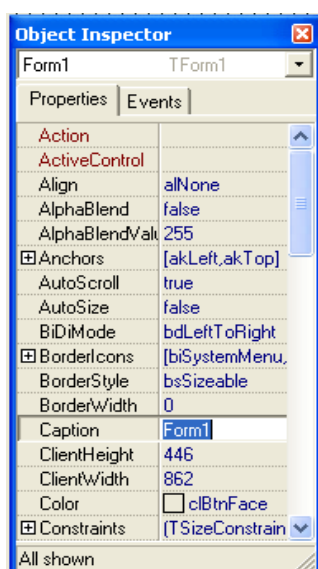 Object Inspector
Form1 TForm1
Properties Events
Action
ActiveControl
Align alNone
AlphaBlend false
AlphaBlendValu 255
Anchors [akLeft,akTop]
AutoScroll true
AutoSize false
BiDiMode bdLeftToRight
BorderIcons [biSystemMenu,
BorderStyle bsSizeable
BorderWidth 0
Caption Form1
ClientHeight 446
ClientWidth 862
Color clBtnFace
Constraints (TSizeConstrain
All shown